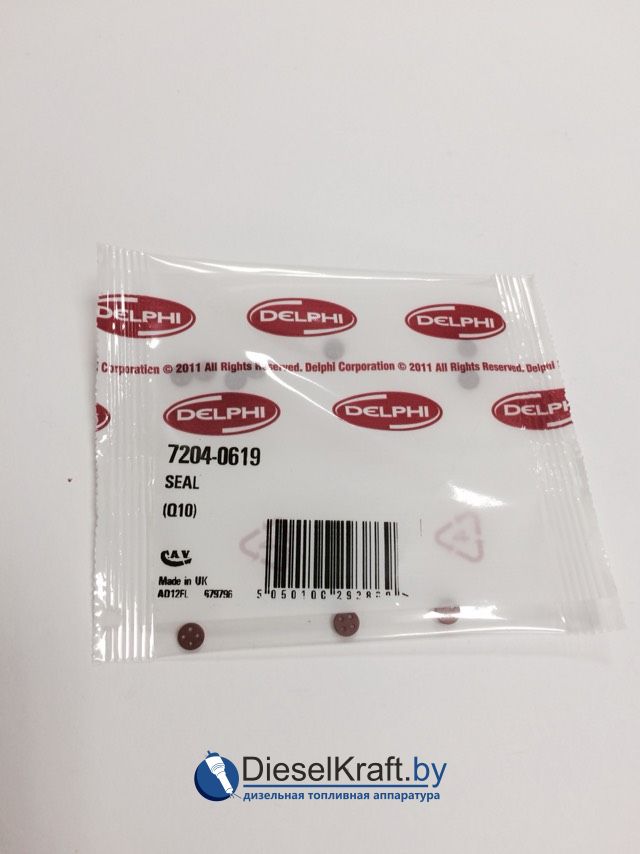 DELPHI DELPHI DELPHI
Corporation © 2011 All Rights Reserved. Delphi Corporation © 2011 All Rights Reserved. Delphi
DELPHI DELPHI DELPHI
7204-0619
SEAL
(Q10)
C.A.V.
Made in UK
679796
DieselKraft.by
дизельная топливная аппаратура